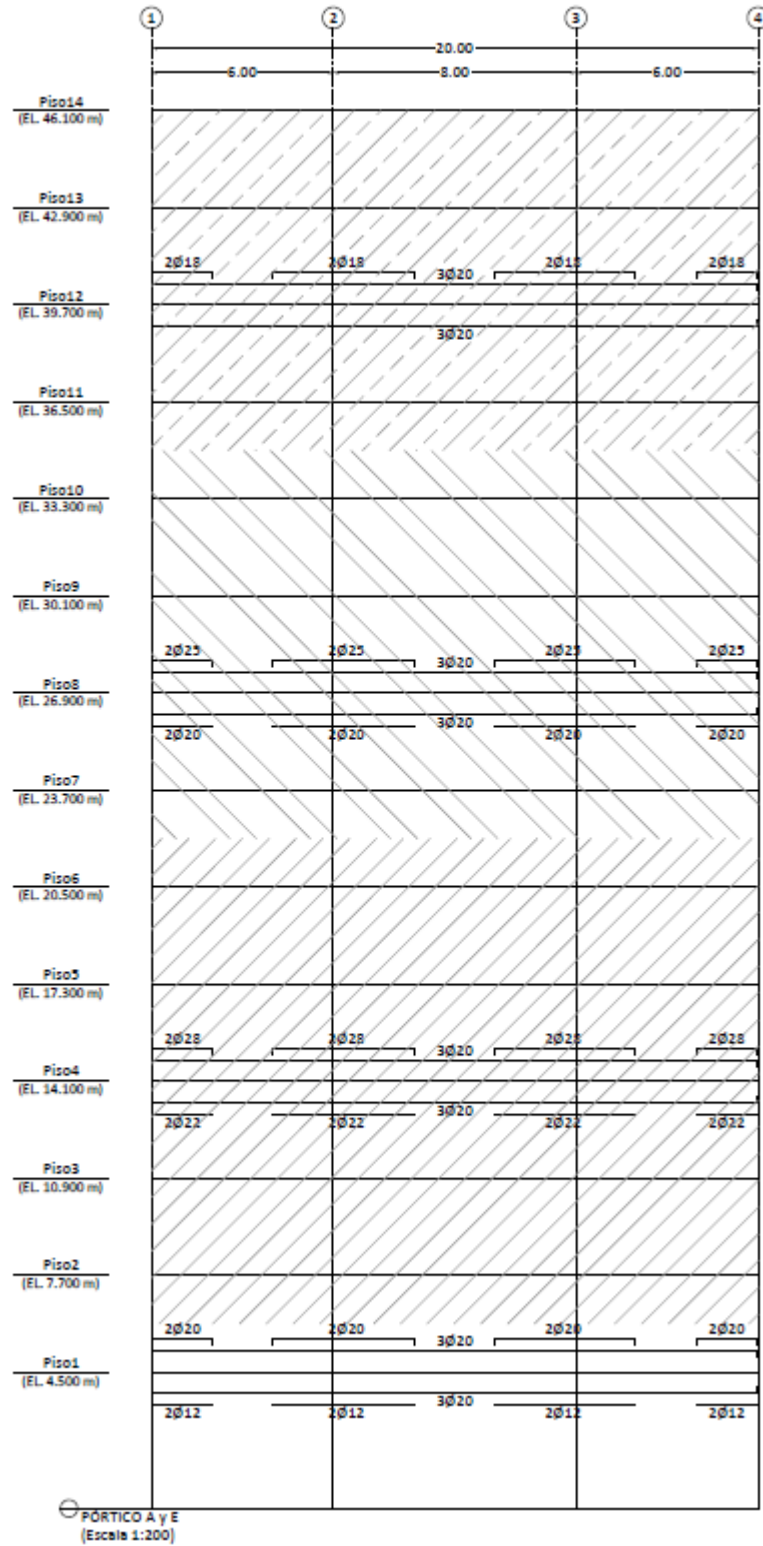 1 2 3 4
20.00
6.00 8.00 6.00
Piso14
(EL. 46.100 m)
Piso13
(EL. 42.900 m)
2Ø18 2Ø18 2Ø18 2Ø18
3Ø20
Piso12
(EL. 39.700 m)
3Ø20
Piso11
(EL. 36.500 m)
Piso10
(EL. 33.300 m)
Piso9
(EL. 30.100 m)
2Ø25 2Ø25 2Ø25 2Ø25
3Ø20
Piso8
(EL. 26.900 m)
3Ø20
2Ø20 2Ø20 2Ø20 2Ø20
Piso7
(EL. 23.700 m)
Piso6
(EL. 20.500 m)
Piso5
(EL. 17.300 m)
2Ø28 2Ø28 2Ø28 2Ø28
3Ø20
Piso4
(EL. 14.100 m)
3Ø20
2Ø22 2Ø22 2Ø22 2Ø22
Piso3
(EL. 10.900 m)
Piso2
(EL. 7.700 m)
2Ø20 2Ø20 2Ø20 2Ø20
3Ø20
Piso1
(EL. 4.500 m)
3Ø20
2Ø12 2Ø12 2Ø12 2Ø12
PÓRTICO A y E
(Escala 1:200)